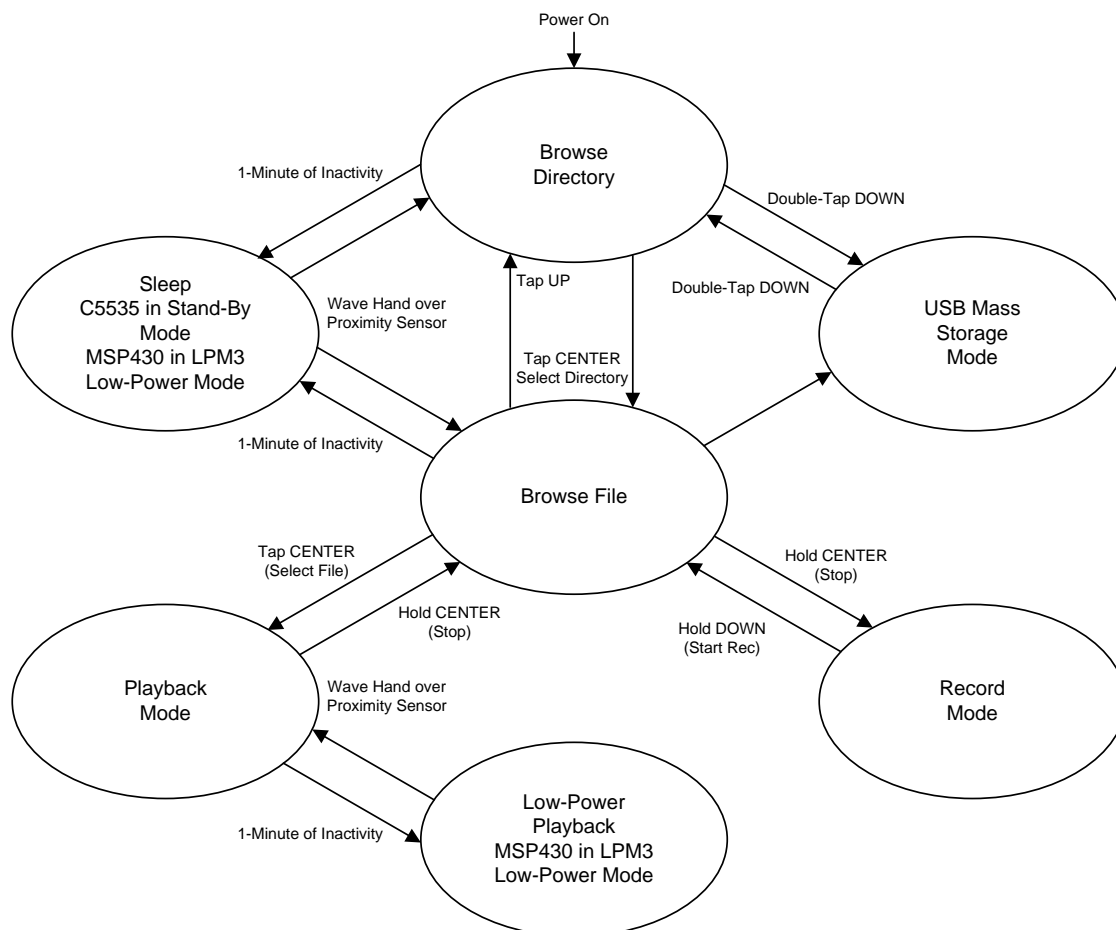 Power On
Browse
Directory
1-Minute of Inactivity
Double-Tap DOWN
Sleep
C5535 in Stand-By
Mode
MSP430 in LPM3
Low-Power Mode
Wave Hand over
Proximity Sensor
Tap UP
Double-Tap DOWN
USB Mass
Storage
Mode
Tap CENTER
Select Directory
1-Minute of Inactivity
Browse File
Tap CENTER
(Select File)
Hold CENTER
(Stop)
Hold CENTER
(Stop)
Hold DOWN
(Start Rec)
Playback
Mode
Wave Hand over
Proximity Sensor
Record
Mode
1-Minute of Inactivity
Low-Power
Playback
MSP430 in LPM3
Low-Power Mode